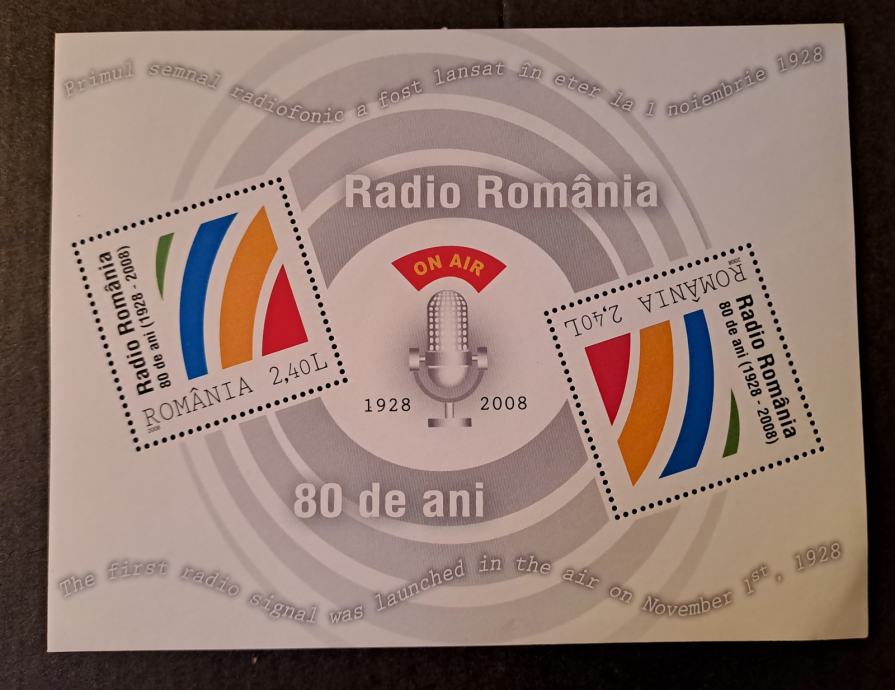 Primul semnal radiofonic a fost lansat în eter la 1 noiembrie 1928
Radio România
ON AIR
1928 2008
80 de ani
Radio România
80 de ani (1928 - 2008)
ROMÂNIA 2,40L
2008
Radio România
80 de ani (1928 - 2008)
ROMÂNIA 2,40L
2008
The first radio signal was launched in the air on November 1st, 1928